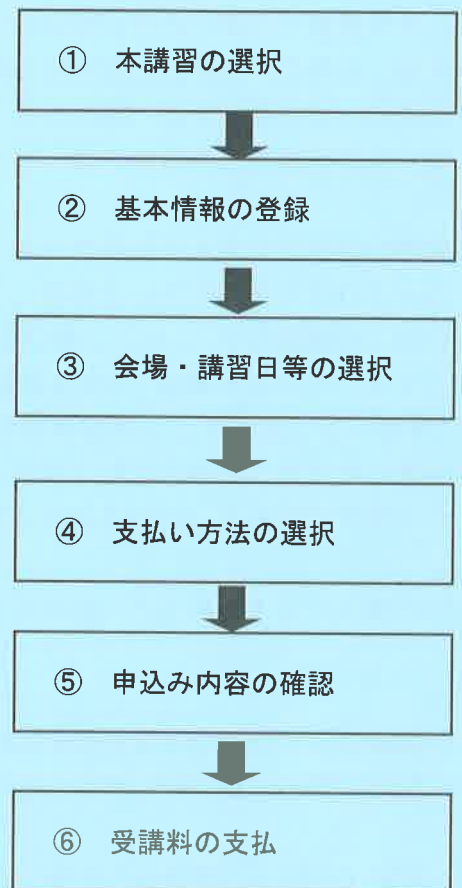 ① 本講習の選択
② 基本情報の登録
③ 会場・講習日等の選択
④ 支払い方法の選択
⑤ 申込み内容の確認
⑥ 受講料の支払